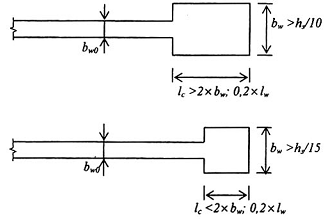 b_w0
b_w > h_s/10
l_c > 2×b_w; 0,2×l_w
b_w0
b_w > h_s/15
l_c < 2×b_w; 0,2×l_w